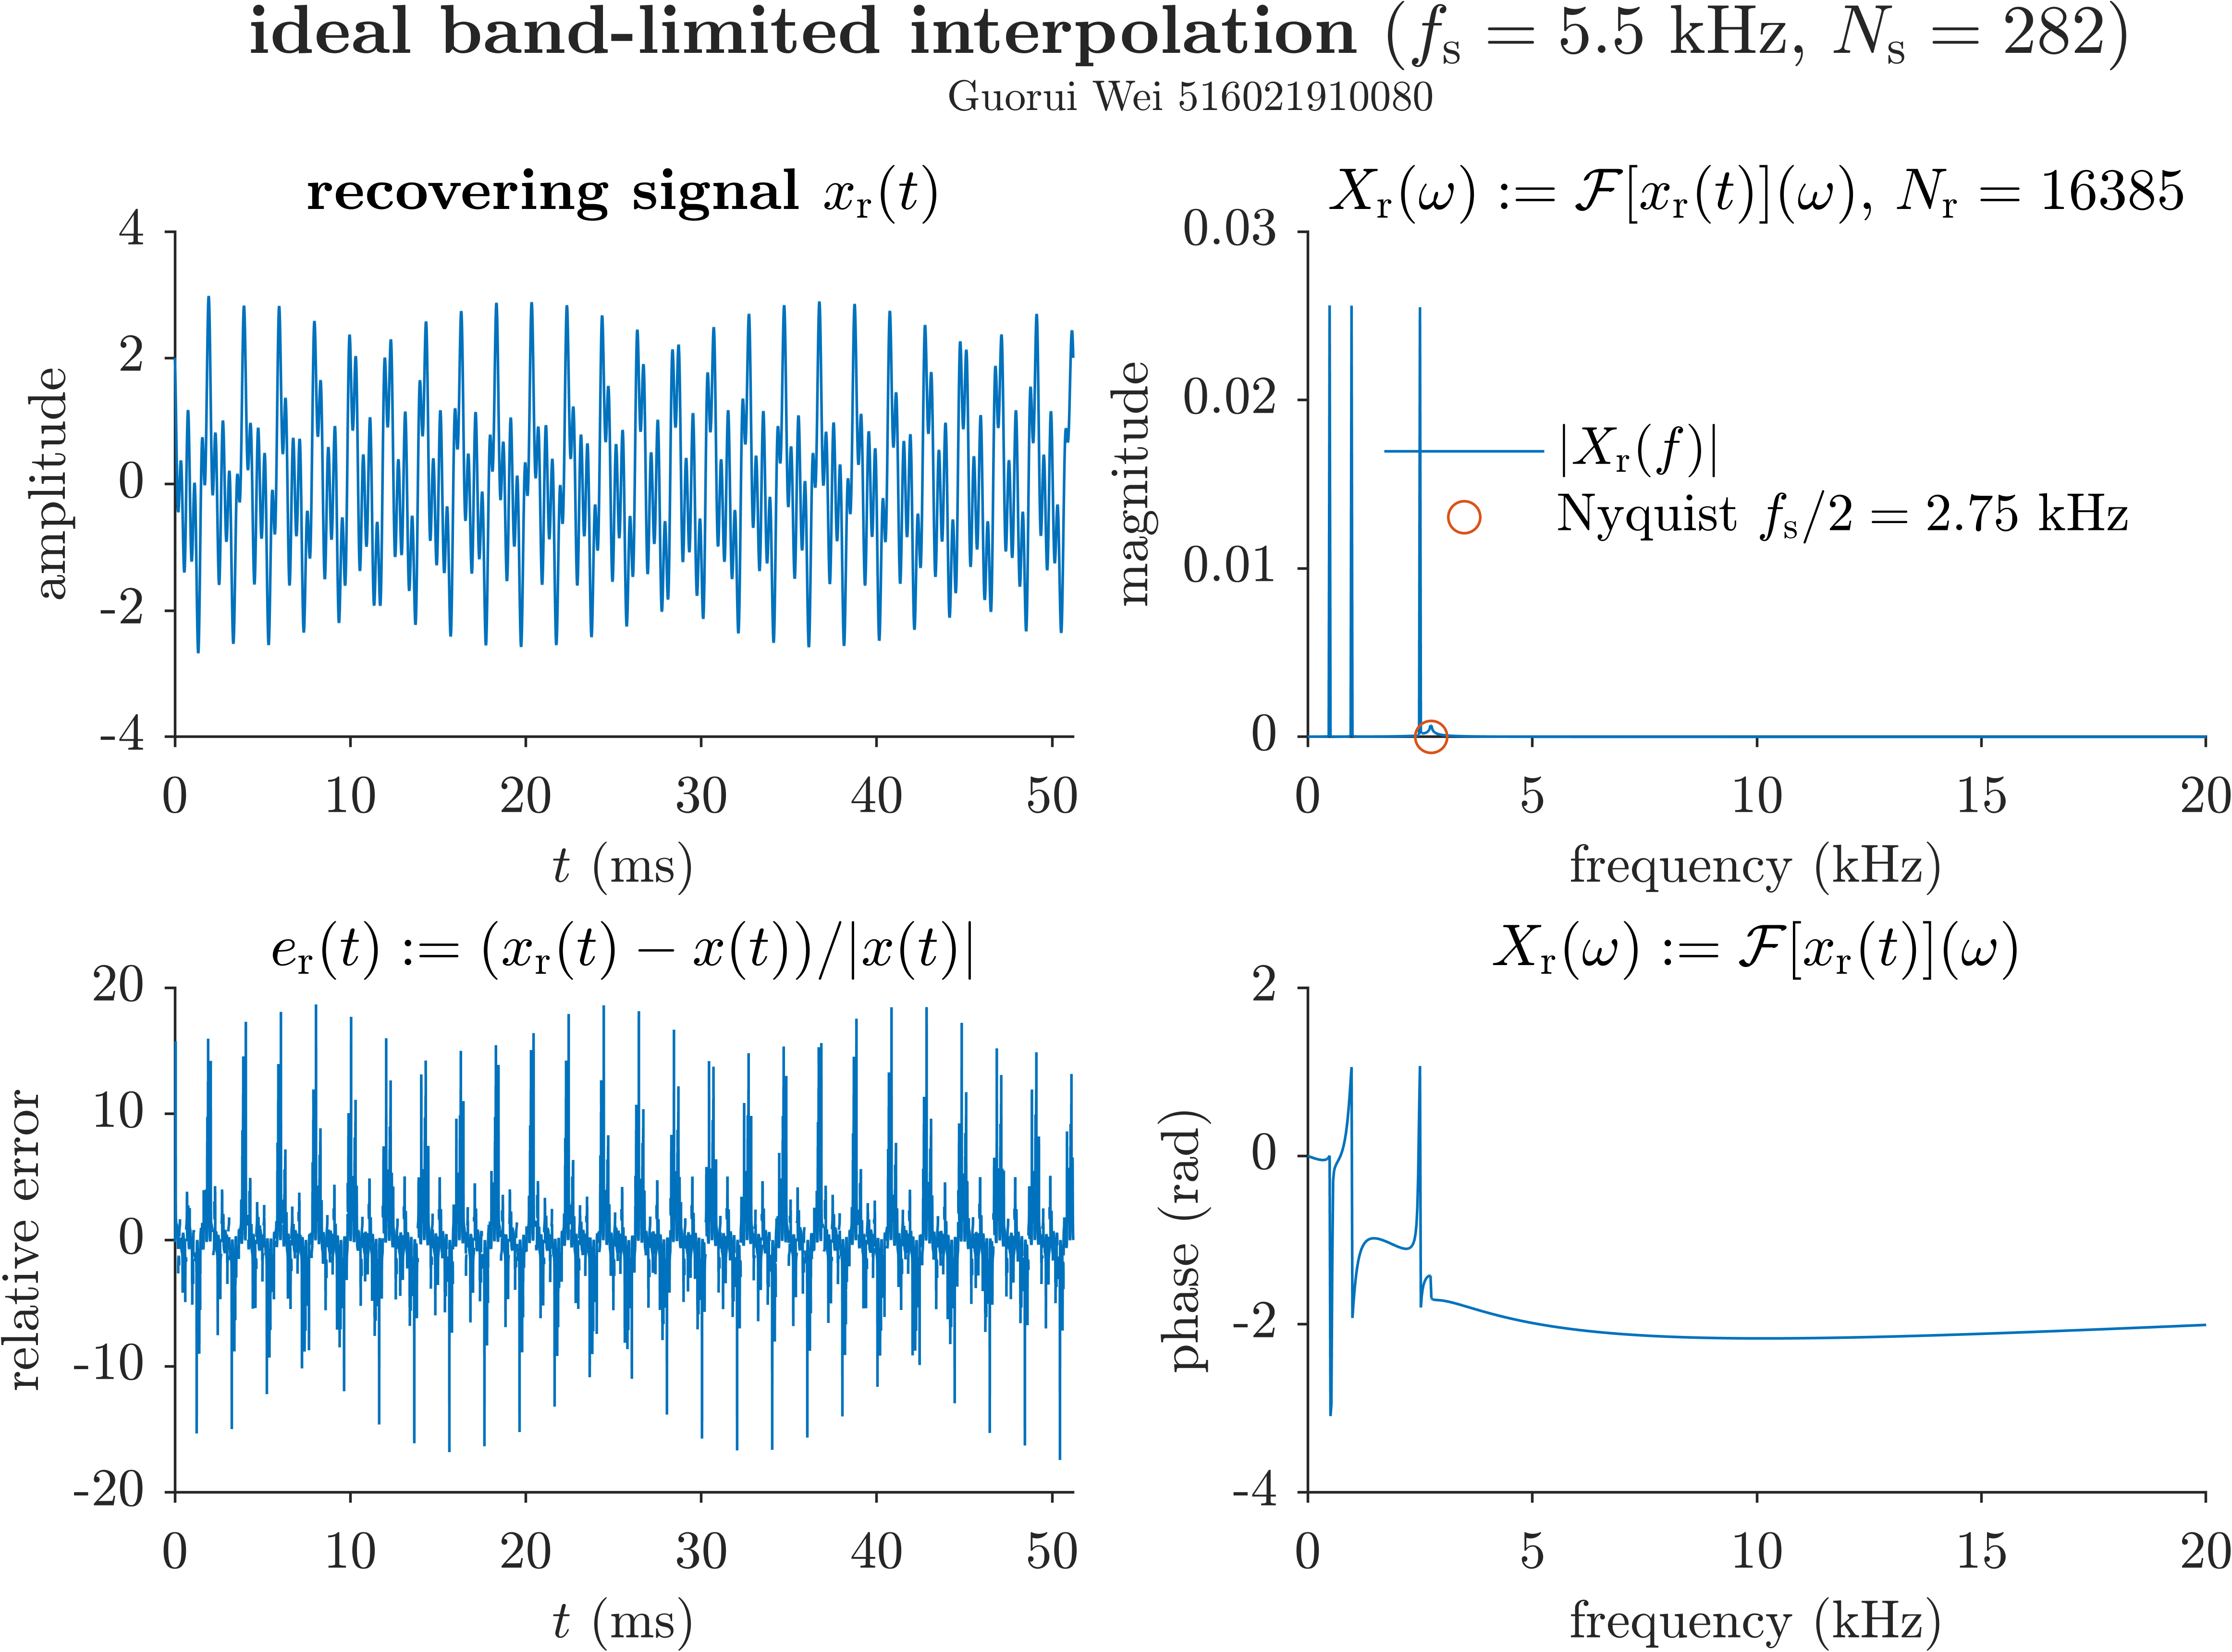 ideal band-limited interpolation (fs = 5.5 kHz, Ns = 282)
Guorui Wei 516021910080
recovering signal xr(t)
4
2
0
-2
-4
amplitude
0 10 20 30 40 50
t (ms)
Xr(ω) := ℱ[xr(t)](ω), Nr = 16385
0.03
0.02
0.01
0
magnitude
|Xr(f)|
Nyquist fs/2 = 2.75 kHz
0 5 10 15 20
frequency (kHz)
er(t) := (xr(t) − x(t))/|x(t)|
20
10
0
-10
-20
relative error
0 10 20 30 40 50
t (ms)
Xr(ω) := ℱ[xr(t)](ω)
2
0
-2
-4
phase (rad)
0 5 10 15 20
frequency (kHz)